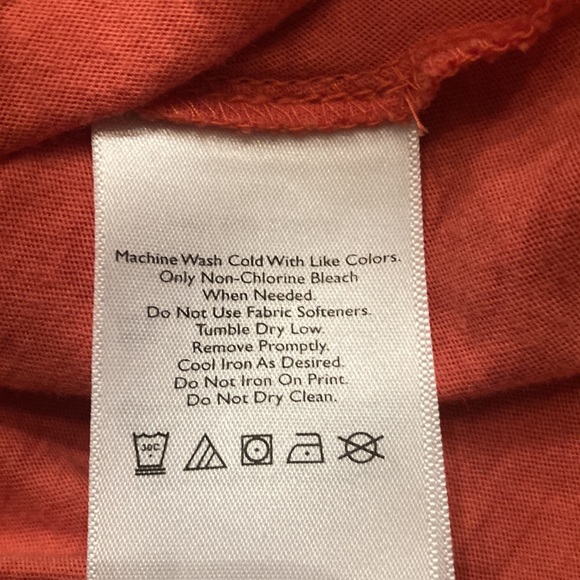 Machine Wash Cold With Like Colors.
Only Non-Chlorine Bleach
When Needed.
Do Not Use Fabric Softeners.
Tumble Dry Low.
Remove Promptly.
Cool Iron As Desired.
Do Not Iron On Print.
Do Not Dry Clean.
30C